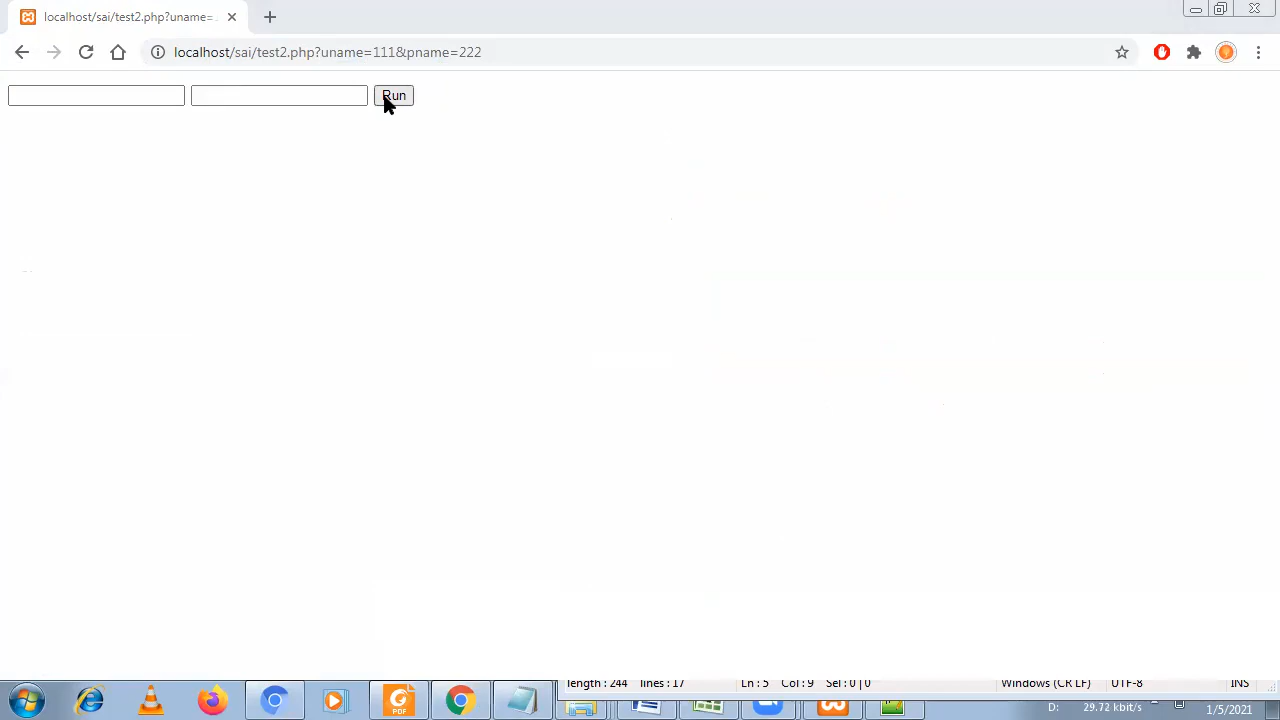 localhost/sai/test2.php?uname=
localhost/sai/test2.php?uname=111&pname=222
Run
length : 244 lines : 17 Ln : 5 Col : 9 Sel : 0 | 0 Windows (CR LF) UTF-8 INS
PDF
D: 29.72 kbit/s 1/5/2021